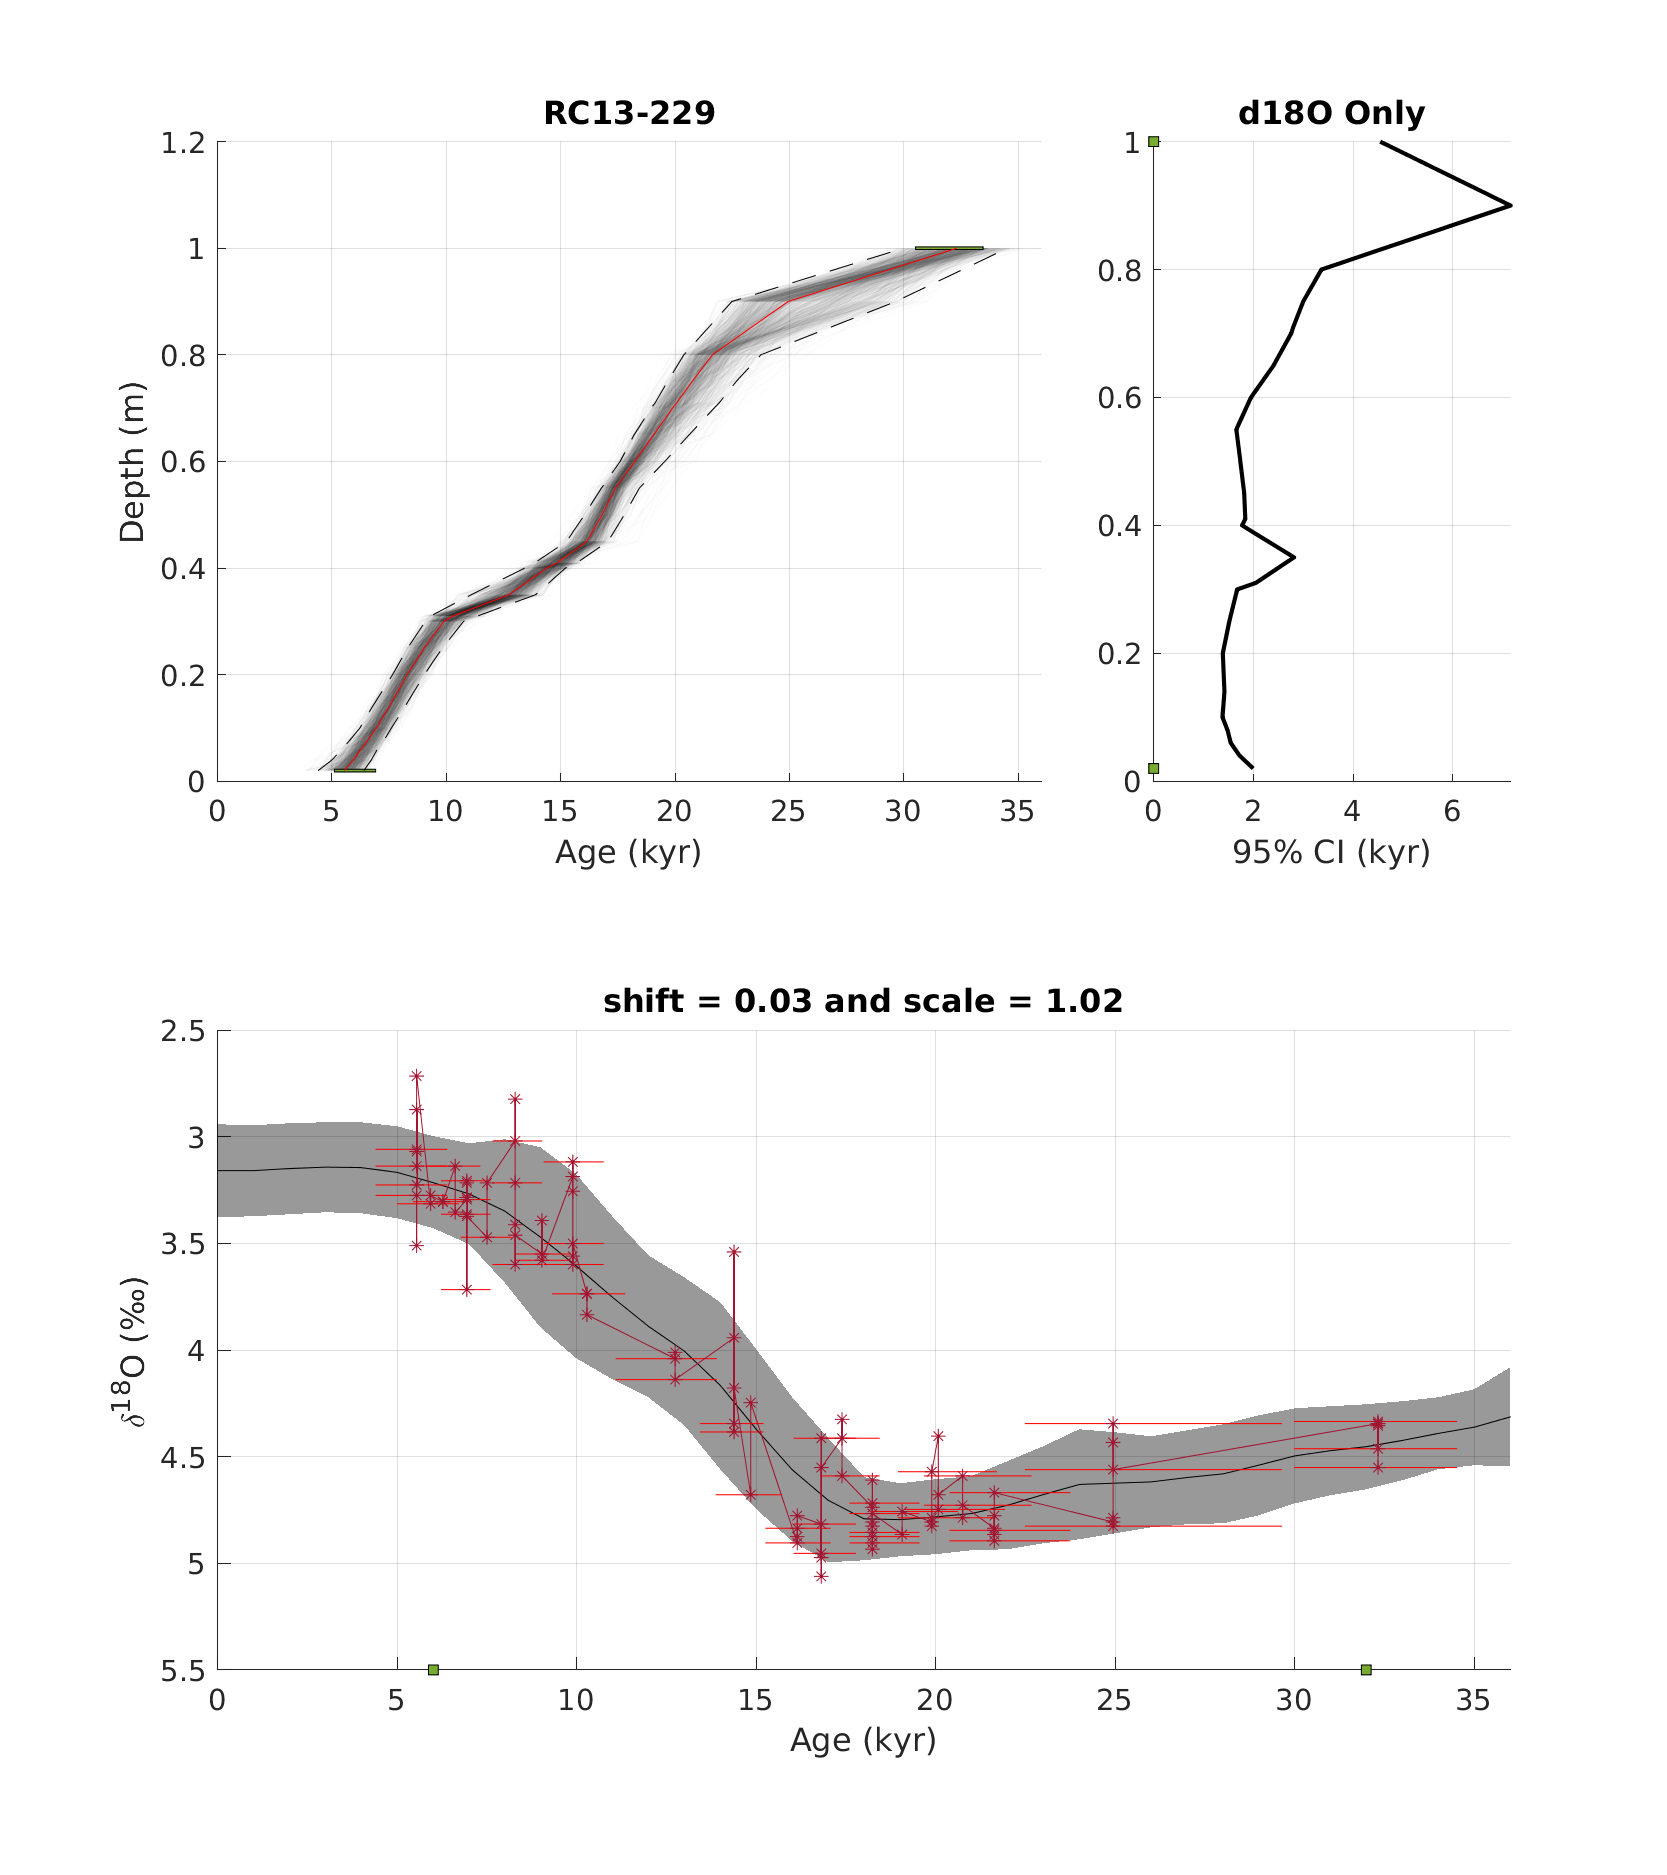 RC13-229
d18O Only
1.2
1
0.8
0.6
0.4
0.2
0
Depth (m)
0 5 10 15 20 25 30 35
Age (kyr)
1
0.8
0.6
0.4
0.2
0
0 2 4 6
95% CI (kyr)
shift = 0.03 and scale = 1.02
2.5
3
3.5
4
4.5
5
5.5
δ18O (‰)
0 5 10 15 20 25 30 35
Age (kyr)